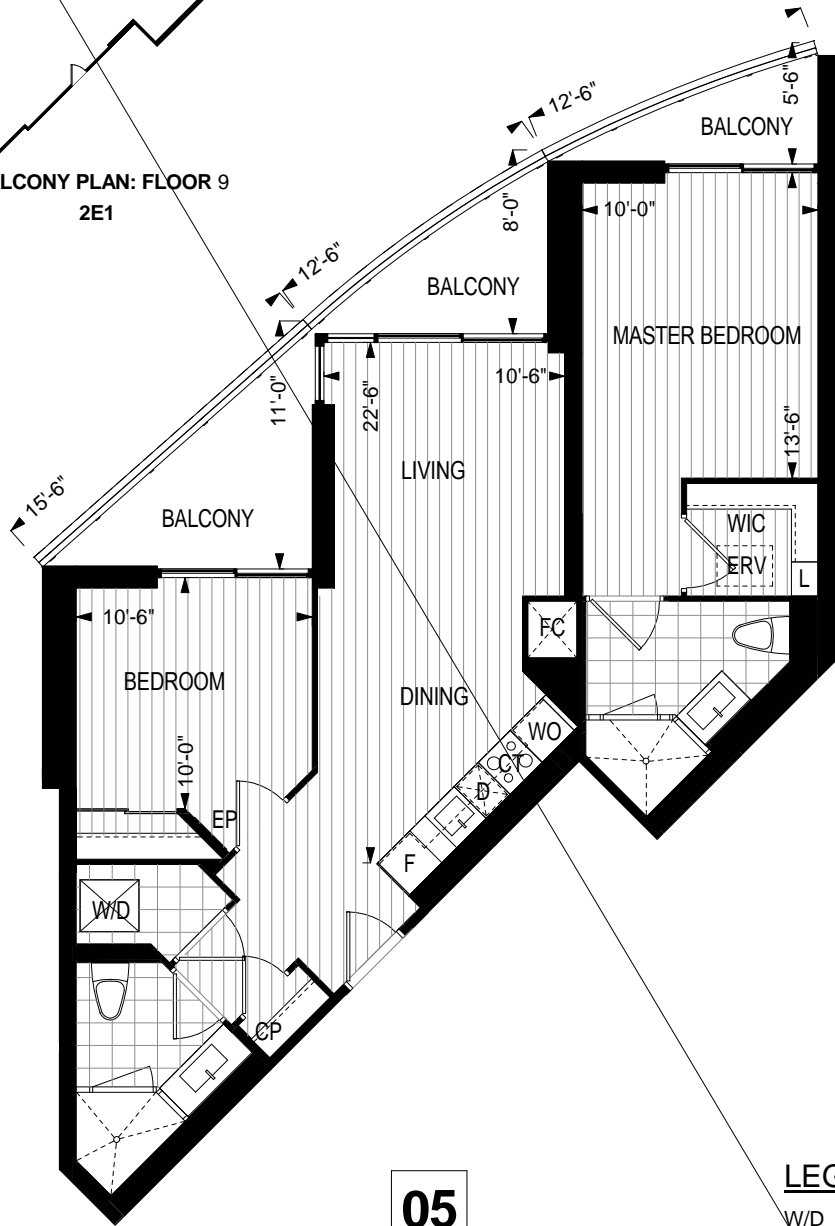 5'-6"
12'-6"
BALCONY
LCONY PLAN: FLOOR 9
2E1
8'-0"
10'-0"
12'-6"
BALCONY
MASTER BEDROOM
11'-0"
22'-6"
10'-6"
13'-6"
LIVING
15'-6"
BALCONY
WIC
ERV
L
10'-6"
FC
BEDROOM
DINING
WO
10'-0"
CT
D
EP
F
W/D
CP
05
LEG
W/D